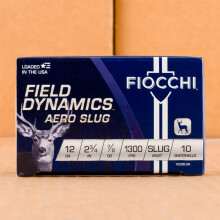 LOADED
IN THE USA
FIOCCHI
FIELD
DYNAMICS
AERO SLUG
12 2¾ 7/8 1300 SLUG 10
GA IN OZ FPS SHOT SHOTSHELLS